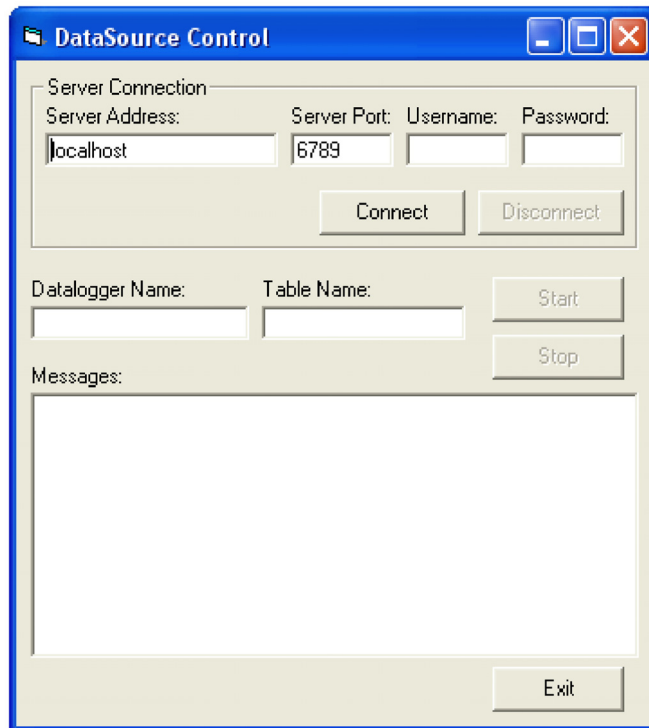 DataSource Control
Server Connection
Server Address: Server Port: Username: Password:
localhost 6789
Connect Disconnect
Datalogger Name: Table Name:
Start
Stop
Messages:
Exit